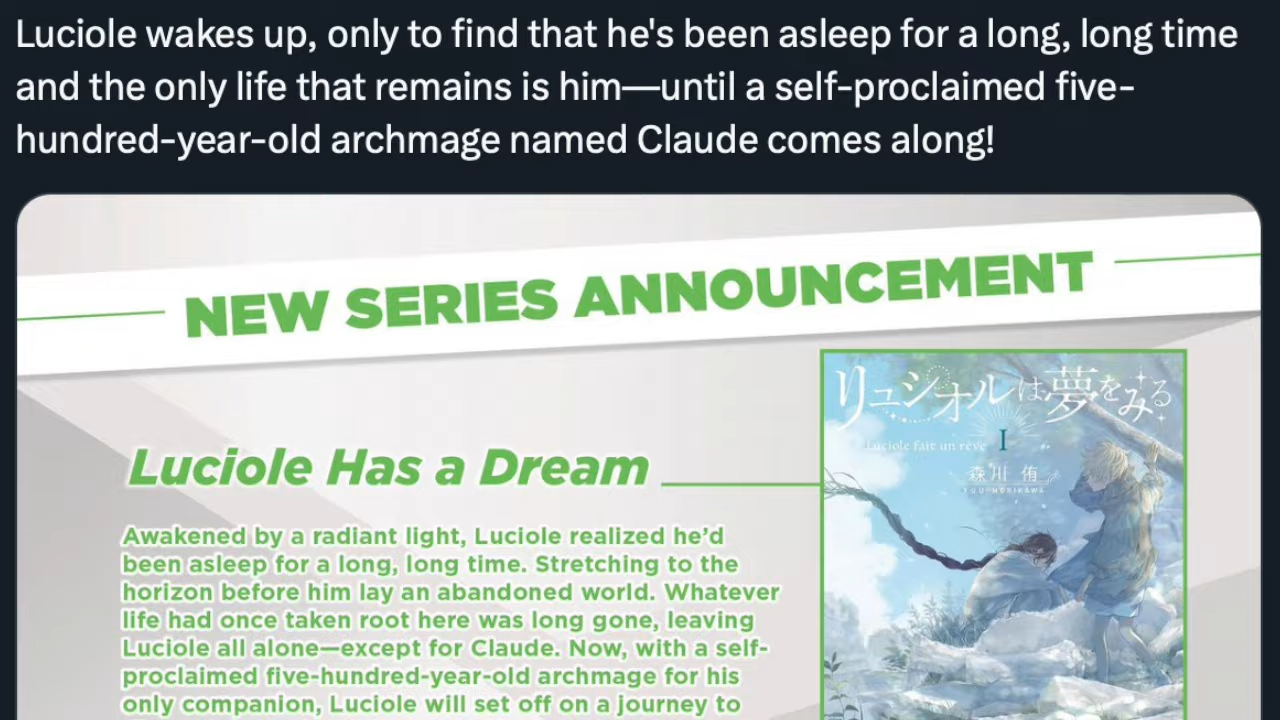 Luciole wakes up, only to find that he's been asleep for a long, long time
and the only life that remains is him—until a self-proclaimed five-
hundred-year-old archmage named Claude comes along!
NEW SERIES ANNOUNCEMENT
Luciole Has a Dream
Awakened by a radiant light, Luciole realized he’d
been asleep for a long, long time. Stretching to the
horizon before him lay an abandoned world. Whatever
life had once taken root here was long gone, leaving
Luciole all alone—except for Claude. Now, with a self-
proclaimed five-hundred-year-old archmage for his
only companion, Luciole will set off on a journey to
リュシオルは夢をみる
Luciole fait un rêve I
森川 侑
YUU MORIKAWA